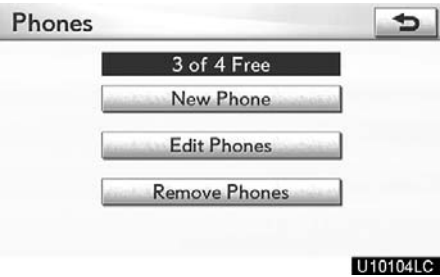 Phones
3 of 4 Free
New Phone
Edit Phones
Remove Phones
U10104LC